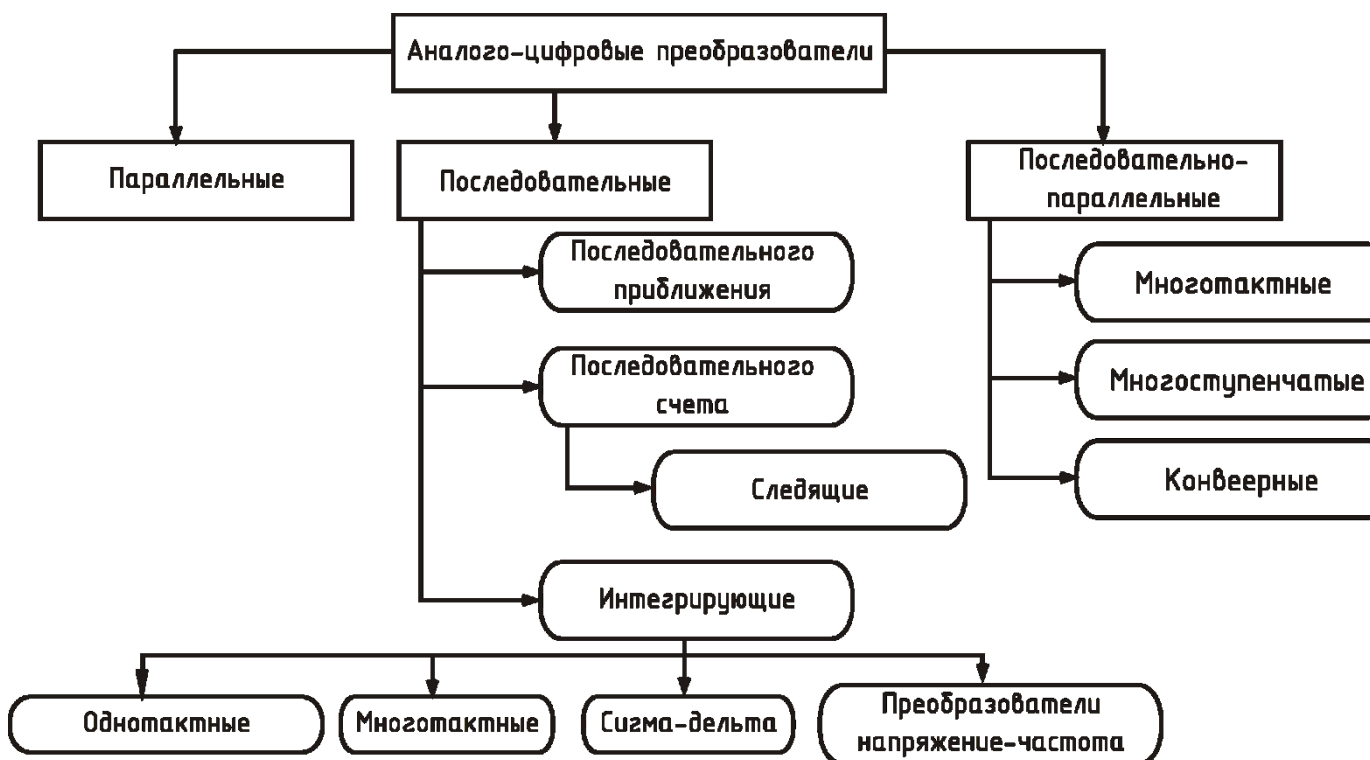 Аналого-цифровые преобразователи
Параллельные
Последовательные
Последовательно-
параллельные
Последовательного
приближения
Многотактные
Последовательного
счета
Многоступенчатые
Следящие
Конвеерные
Интегрирующие
Однотактные
Многотактные
Сигма-дельта
Преобразователи
напряжение-частота